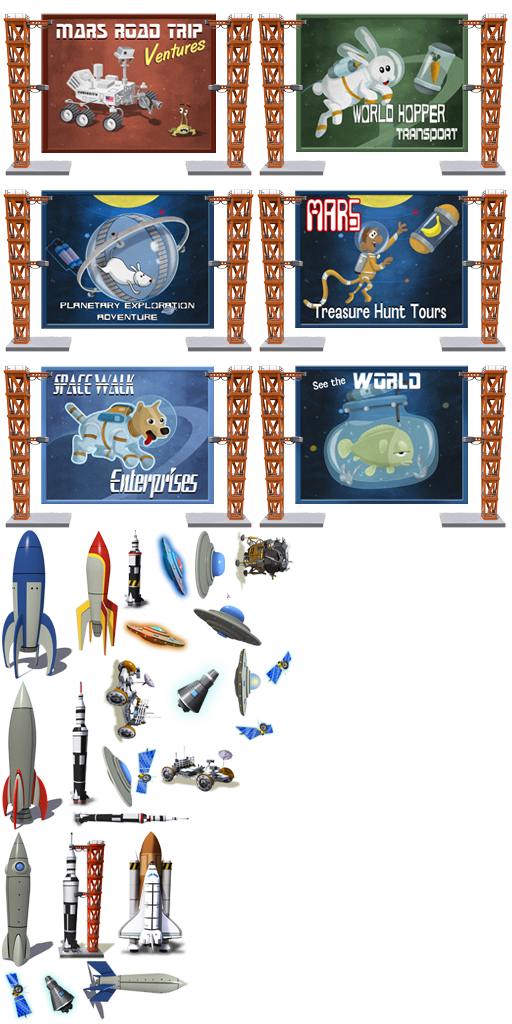 MARS ROAD TRIP
Ventures
WORLD HOPPER
TRANSPORT
PLANETARY EXPLORATION
ADVENTURE
MARS
Treasure Hunt Tours
SPACE WALK
Enterprises
See the WORLD